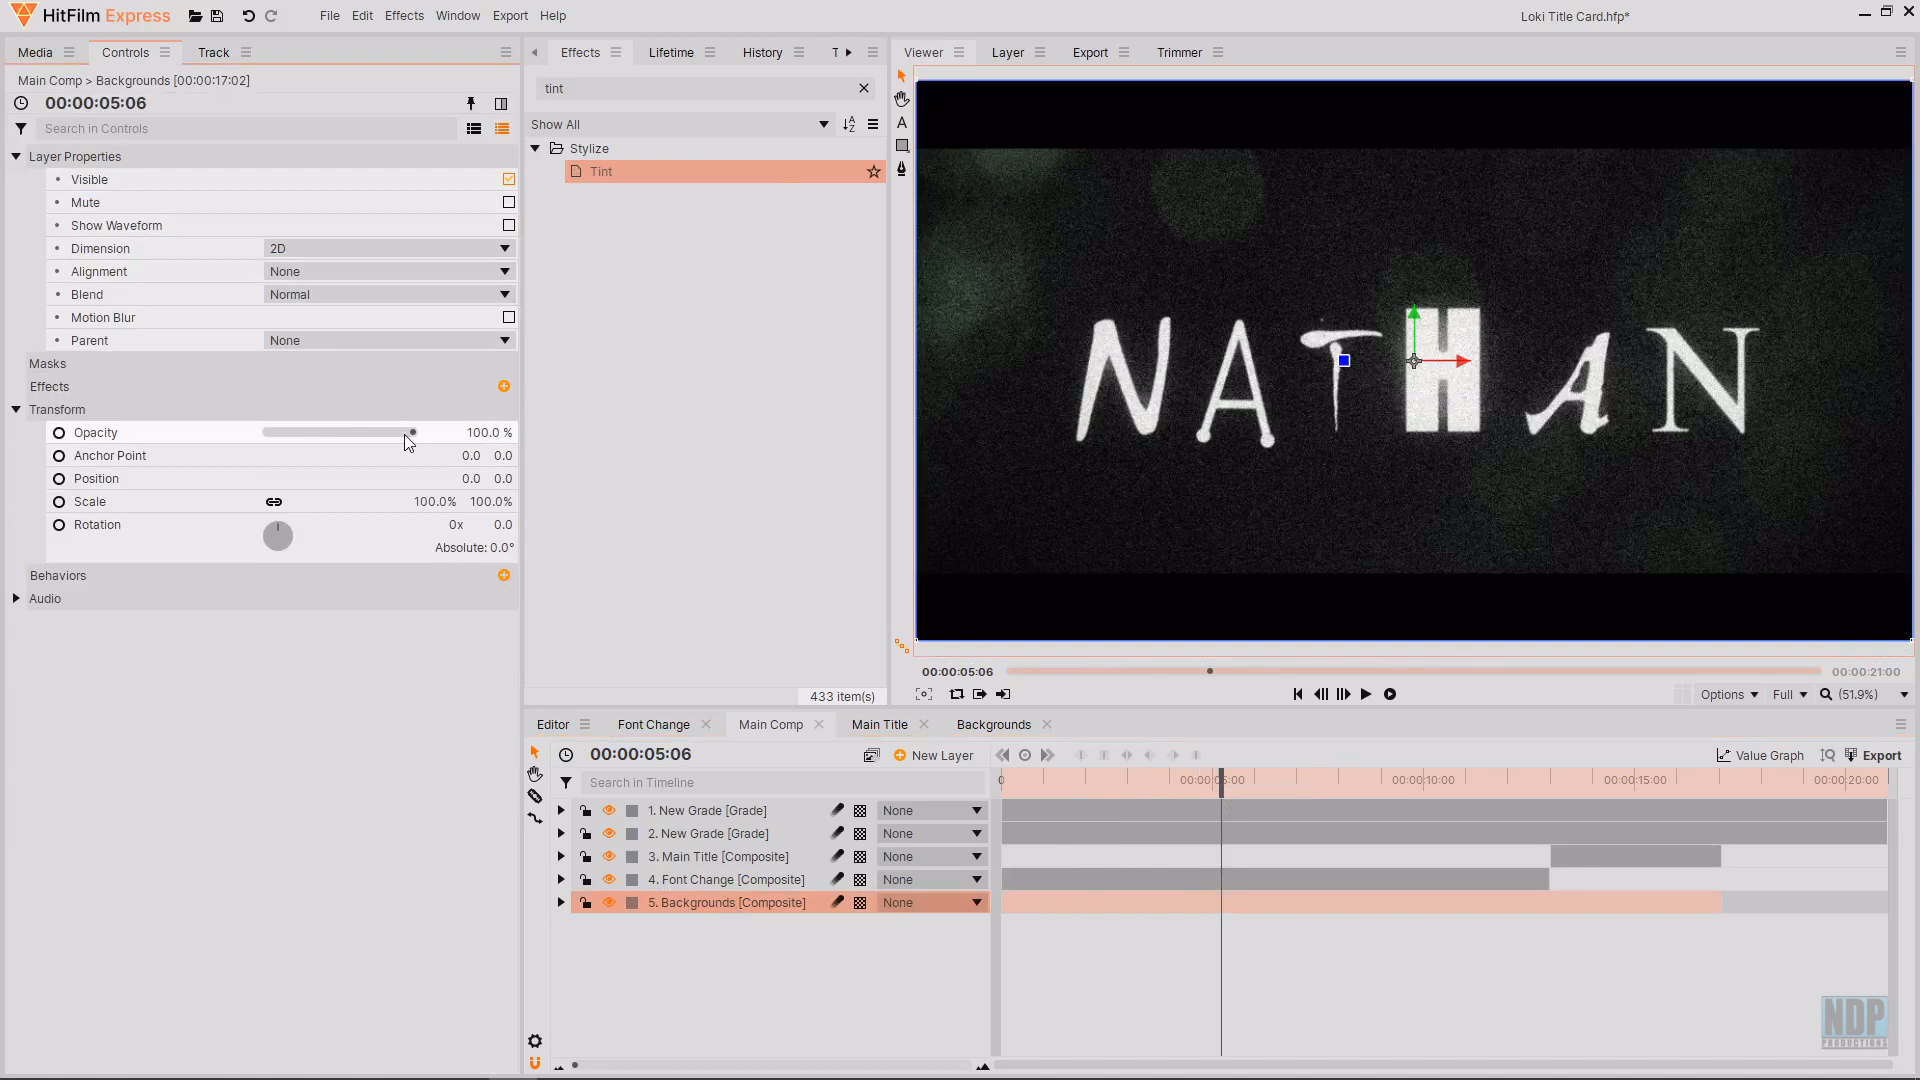 HitFilm Express
File Edit Effects Window Export Help
Loki Title Card.hfp*
Media Controls Track
Effects Lifetime History T
Viewer Layer Export Trimmer
Main Comp > Backgrounds [00:00:17:02]
00:00:05:06
Search in Controls
Layer Properties
Visible
Mute
Show Waveform
Dimension 2D
Alignment None
Blend Normal
Motion Blur
Parent None
Masks
Effects
Transform
Opacity 100.0 %
Anchor Point 0.0 0.0
Position 0.0 0.0
Scale 100.0% 100.0%
Rotation 0x 0.0
Absolute: 0.0°
Behaviors
Audio
tint
Show All
Stylize
Tint
433 item(s)
NATHAN
00:00:05:06 00:00:21:00
Options Full (51.9%)
Editor Font Change Main Comp Main Title Backgrounds
00:00:05:06 New Layer
Value Graph Export
Search in Timeline
0 00:00:05:00 00:00:10:00 00:00:15:00 00:00:20:00
1. New Grade [Grade] None
2. New Grade [Grade] None
3. Main Title [Composite] None
4. Font Change [Composite] None
5. Backgrounds [Composite] None
NDP
PRODUCTIONS